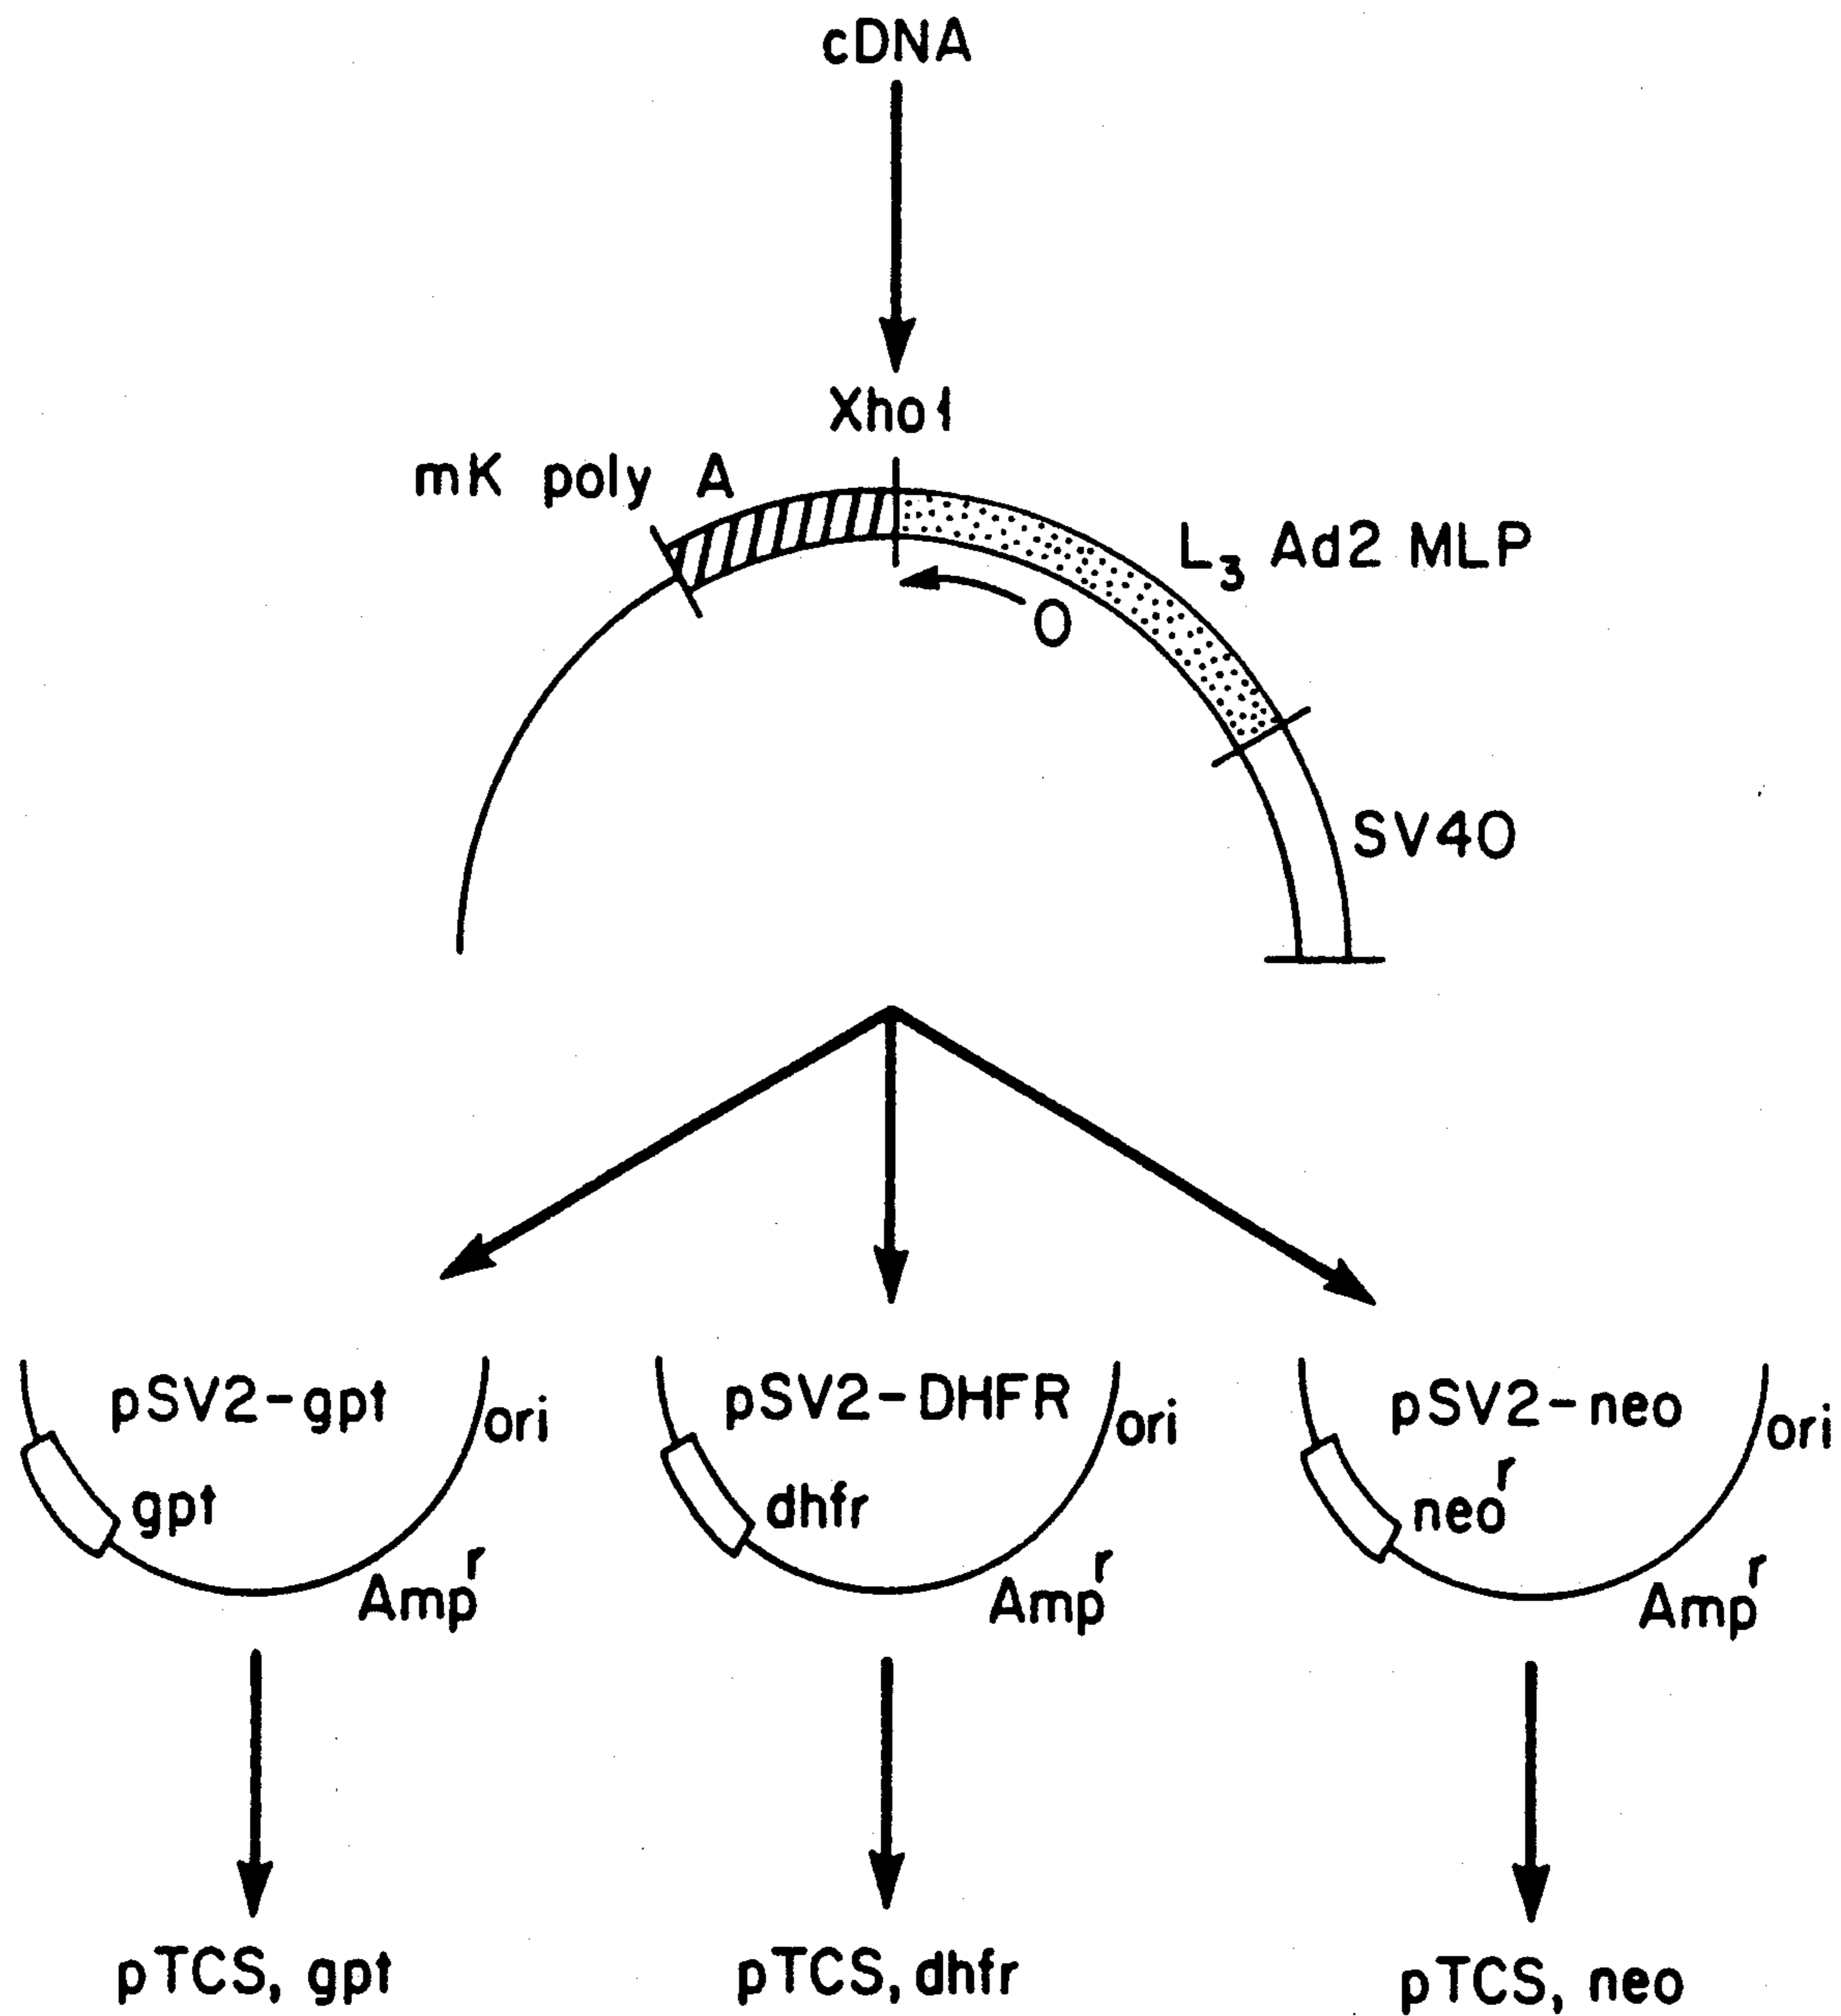 cDNA
Xho1
mK poly A
L3 Ad2 MLP
O
SV40
pSV2-gpt
ori
gpt
Ampr
pSV2-DHFR
ori
dhfr
Ampr
pSV2-neo
ori
neor
Ampr
pTCS, gpt
pTCS, dhfr
pTCS, neo